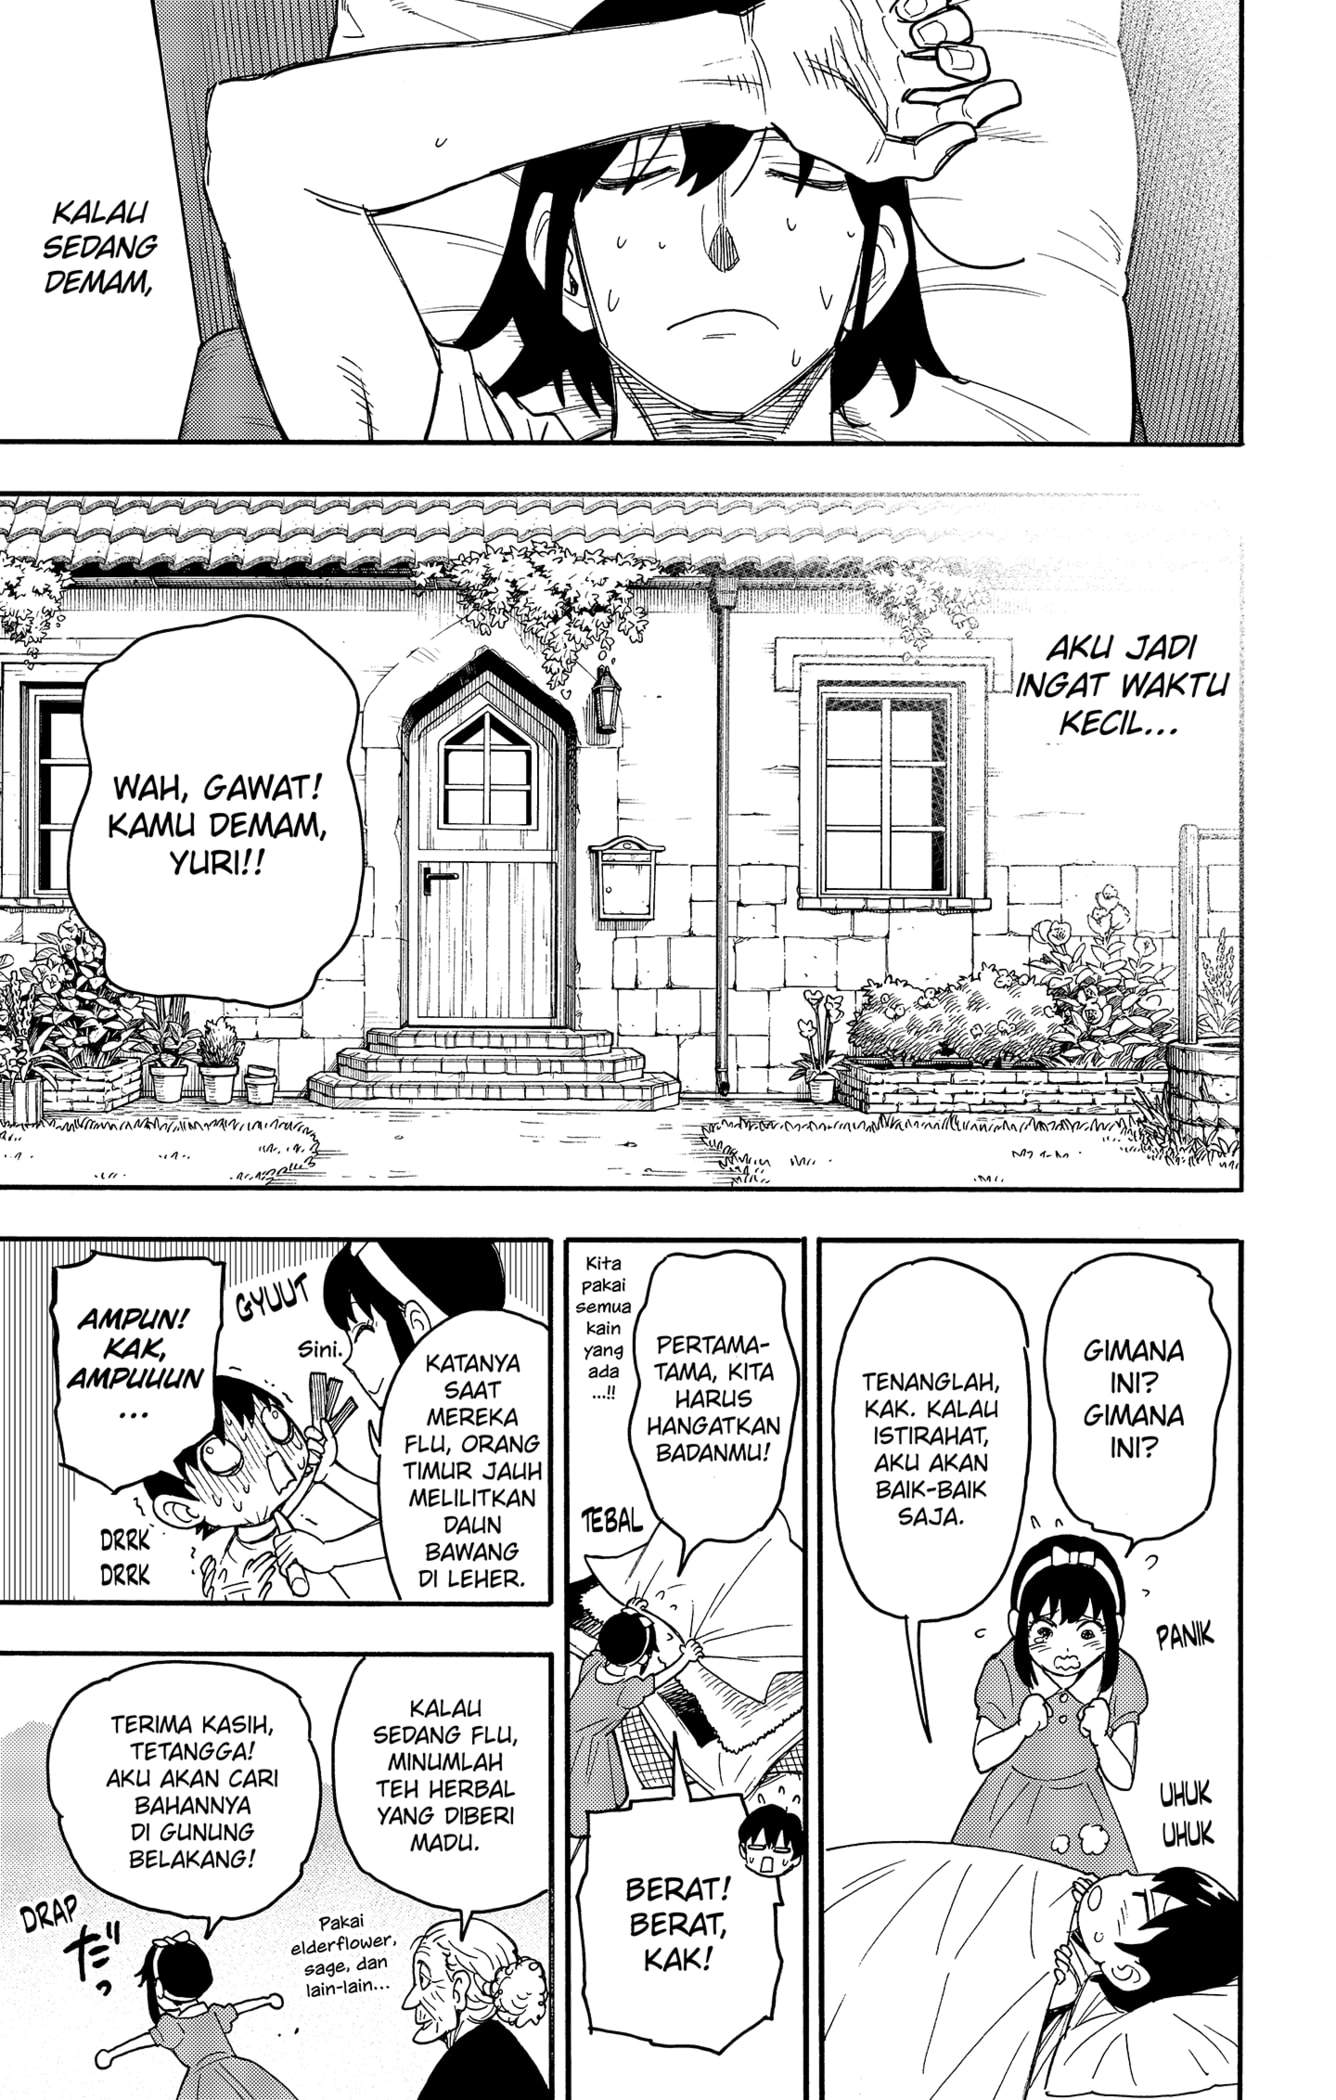 KALAU
SEDANG
DEMAM,
AKU JADI
INGAT WAKTU
KECIL...
WAH, GAWAT!
KAMU DEMAM,
YURI!!
GIMANA
INI?
GIMANA
INI?
TENANGLAH,
KAK. KALAU
ISTIRAHAT,
AKU AKAN
BAIK-BAIK
SAJA.
PANIK
UHUK
UHUK
PERTAMA-
TAMA, KITA
HARUS
HANGATKAN
BADANMU!
Kita
pakai
semua
kain
yang
ada
...!!
TEBAL
BERAT!
BERAT,
KAK!
KATANYA
SAAT
MEREKA
FLU, ORANG
TIMUR JAUH
MELILITKAN
DAUN
BAWANG
DI LEHER.
Sini.
GYUUT
AMPUN!
KAK,
AMPUUUN
...
DRRK
DRRK
KALAU
SEDANG FLU,
MINUMLAH
TEH HERBAL
YANG DIBERI
MADU.
Pakai
elderflower,
sage, dan
lain-lain...
TERIMA KASIH,
TETANGGA!
AKU AKAN CARI
BAHANNYA
DI GUNUNG
BELAKANG!
DRAP
だっ